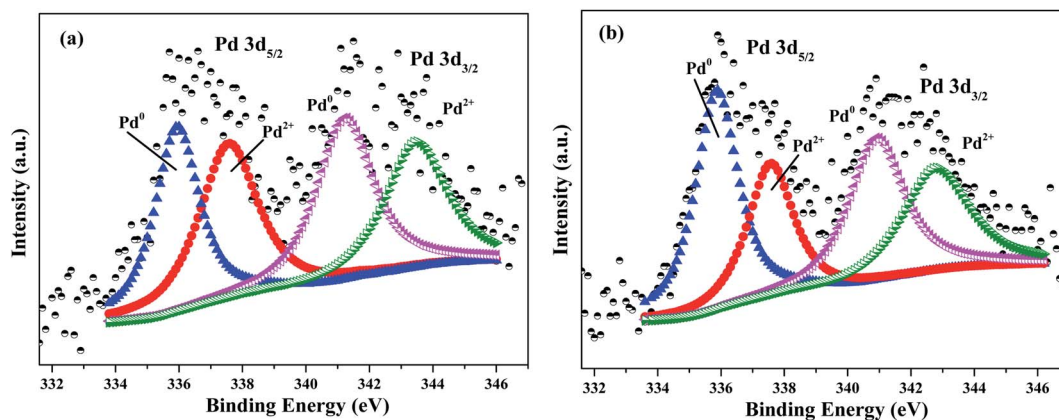 (a)
Pd 3d5/2
Pd 3d3/2
Pd0
Pd2+
Pd0
Pd2+
Intensity (a.u.)
332 334 336 338 340 342 344 346
Binding Energy (eV)
(b)
Pd 3d5/2
Pd0
Pd0
Pd 3d3/2
Pd2+
Pd2+
Intensity (a.u.)
332 334 336 338 340 342 344 346
Binding Energy (eV)